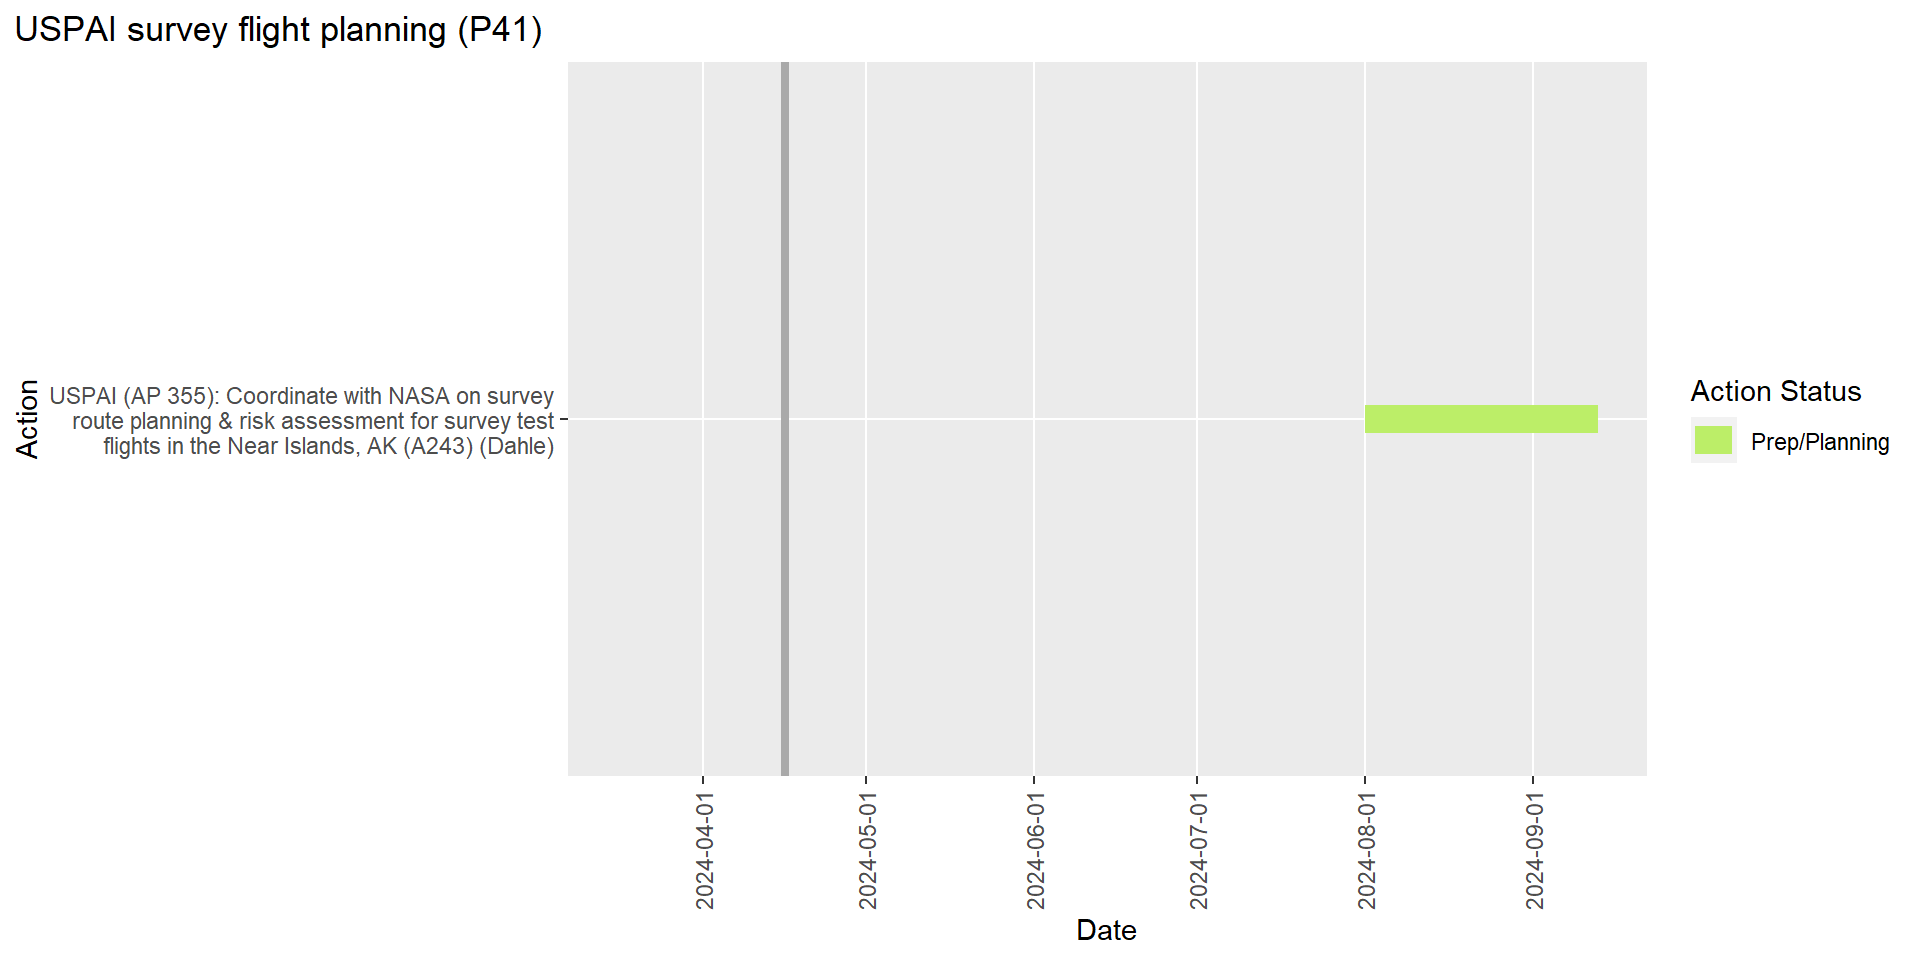 USPAI survey flight planning (P41)
Action
USPAI (AP 355): Coordinate with NASA on survey
route planning & risk assessment for survey test
flights in the Near Islands, AK (A243) (Dahle)
Action Status
Prep/Planning
2024-04-01
2024-05-01
2024-06-01
2024-07-01
2024-08-01
2024-09-01
Date